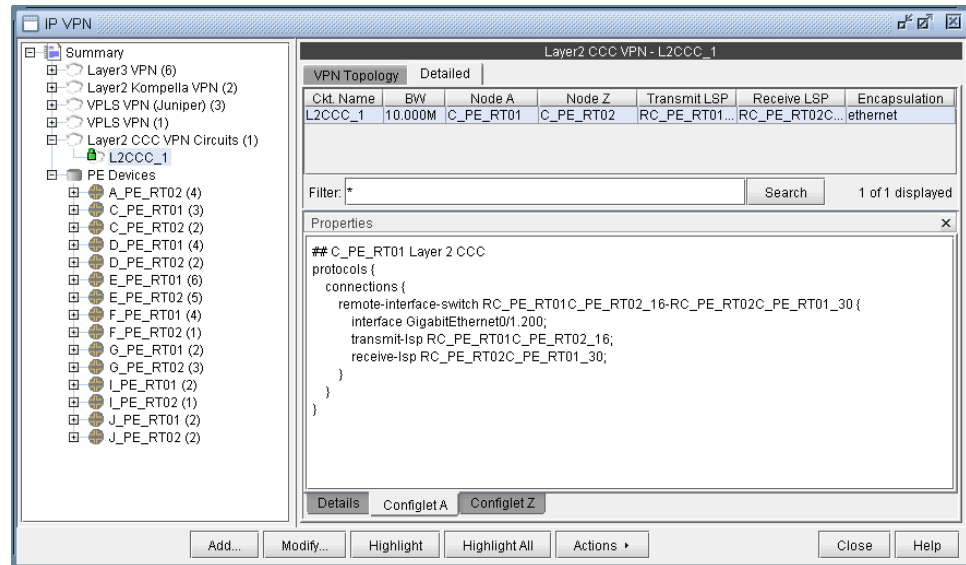 IP VPN
Summary
Layer3 VPN (6)
Layer2 Kompella VPN (2)
VPLS VPN (Juniper) (3)
VPLS VPN (1)
Layer2 CCC VPN Circuits (1)
L2CCC_1
PE Devices
A_PE_RT02 (4)
C_PE_RT01 (3)
C_PE_RT02 (2)
D_PE_RT01 (4)
D_PE_RT02 (2)
E_PE_RT01 (6)
E_PE_RT02 (5)
F_PE_RT01 (4)
F_PE_RT02 (1)
G_PE_RT01 (2)
G_PE_RT02 (3)
I_PE_RT01 (2)
I_PE_RT02 (1)
J_PE_RT01 (2)
J_PE_RT02 (2)
Layer2 CCC VPN - L2CCC_1
VPN Topology Detailed
Ckt. Name BW Node A Node Z Transmit LSP Receive LSP Encapsulation
L2CCC_1 10.000M C_PE_RT01 C_PE_RT02 RC_PE_RT01... RC_PE_RT02C... ethernet
Filter: * Search 1 of 1 displayed
Properties
## C_PE_RT01 Layer 2 CCC
protocols {
connections {
remote-interface-switch RC_PE_RT01C_PE_RT02_16-RC_PE_RT02C_PE_RT01_30 {
interface GigabitEthernet0/1.200;
transmit-lsp RC_PE_RT01C_PE_RT02_16;
receive-lsp RC_PE_RT02C_PE_RT01_30;
}
}
}
Details Configlet A Configlet Z
Add... Modify... Highlight Highlight All Actions Close Help